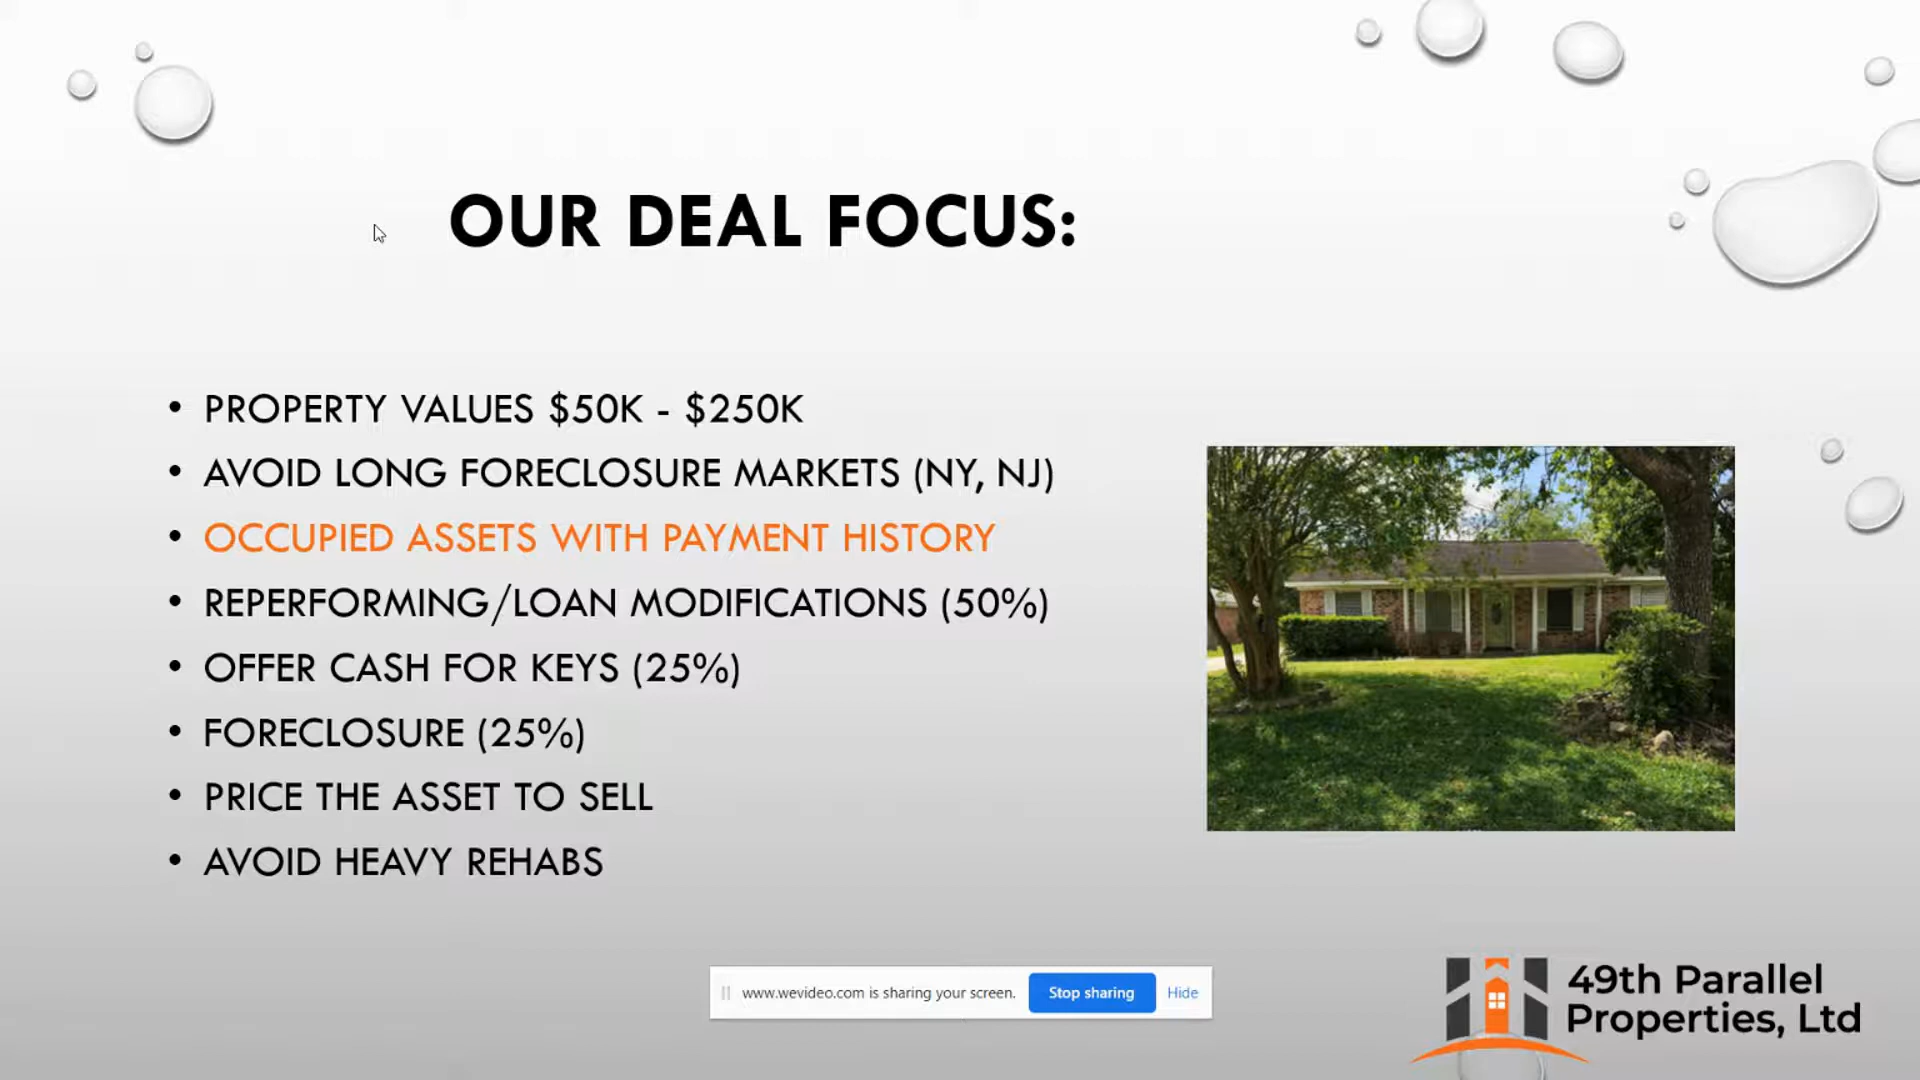 OUR DEAL FOCUS:
• PROPERTY VALUES $50K - $250K
• AVOID LONG FORECLOSURE MARKETS (NY, NJ)
• OCCUPIED ASSETS WITH PAYMENT HISTORY
• REPERFORMING/LOAN MODIFICATIONS (50%)
• OFFER CASH FOR KEYS (25%)
• FORECLOSURE (25%)
• PRICE THE ASSET TO SELL
• AVOID HEAVY REHABS
www.wevideo.com is sharing your screen. Stop sharing Hide
49th Parallel
Properties, Ltd